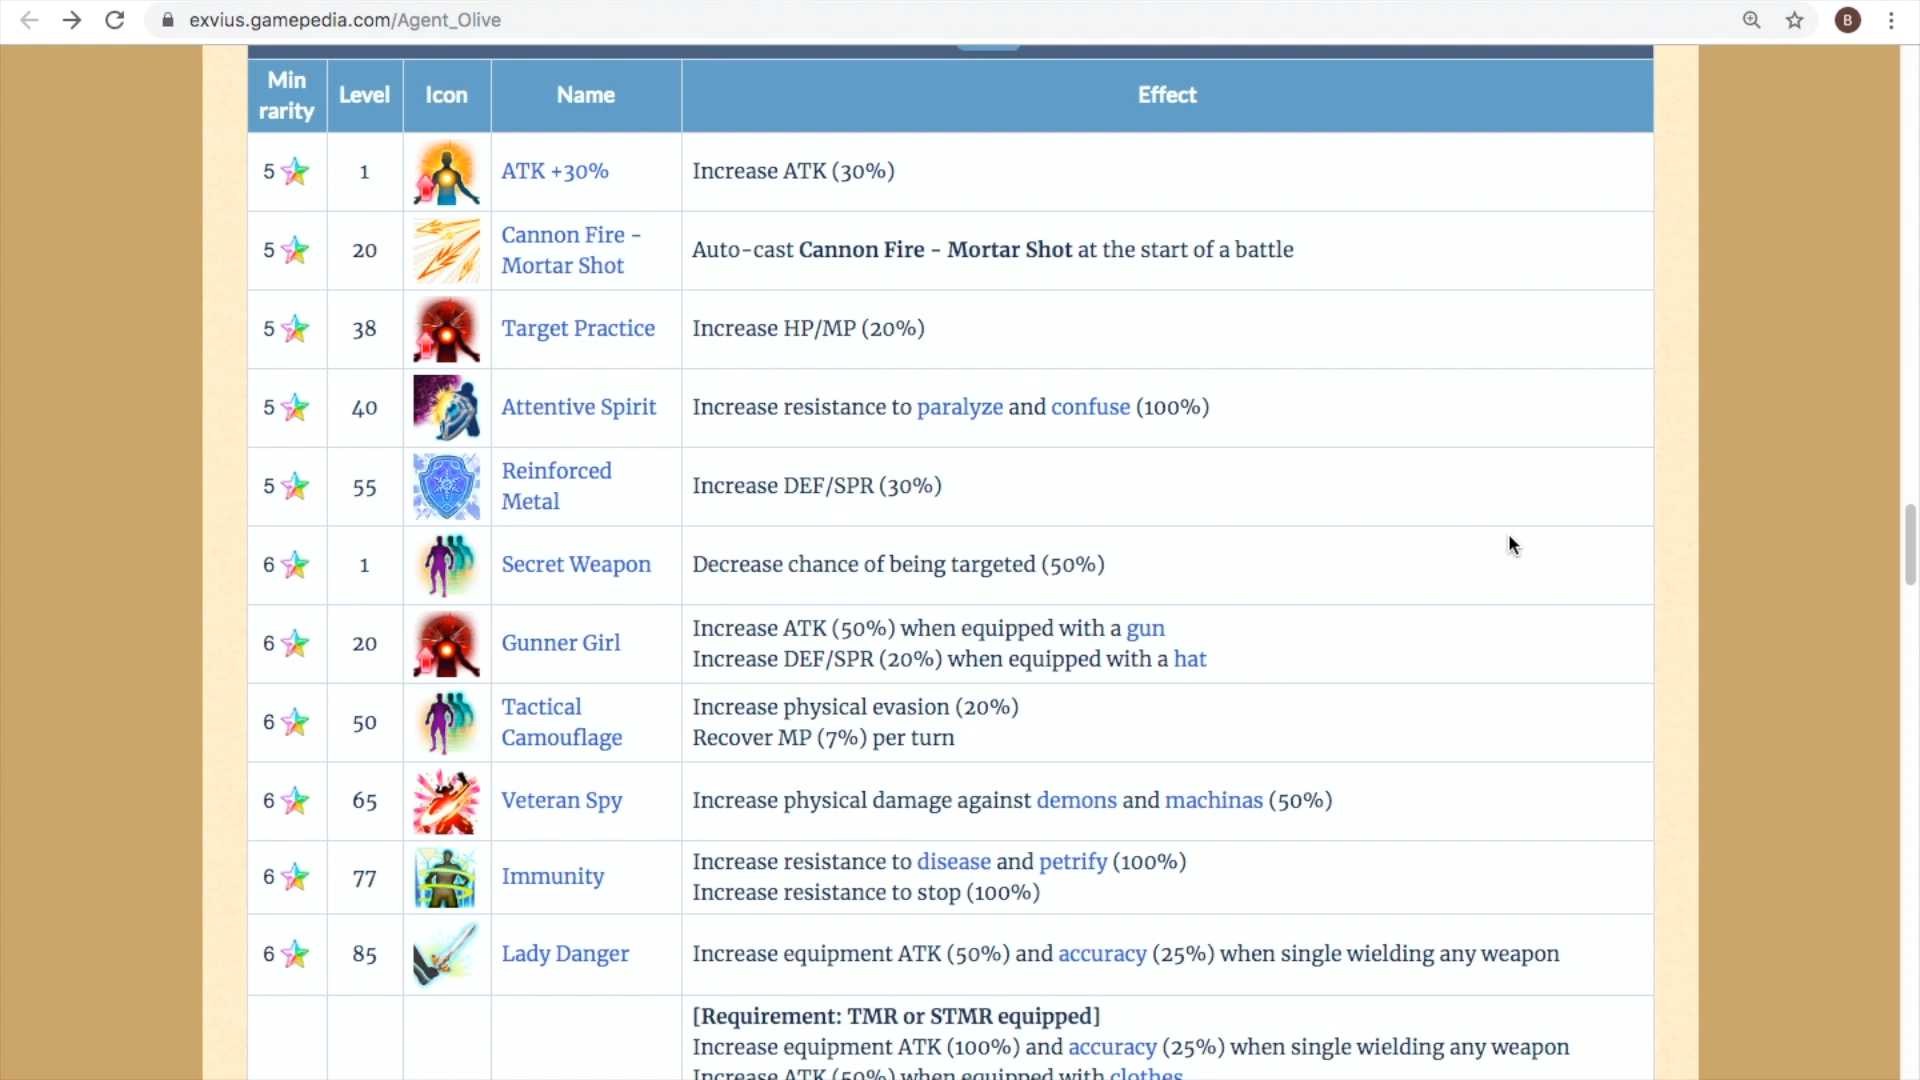 exvius.gamepedia.com/Agent_Olive
B
Min rarity Level Icon Name Effect
5 1 ATK +30% Increase ATK (30%)
5 20 Cannon Fire - Mortar Shot Auto-cast Cannon Fire - Mortar Shot at the start of a battle
5 38 Target Practice Increase HP/MP (20%)
5 40 Attentive Spirit Increase resistance to paralyze and confuse (100%)
5 55 Reinforced Metal Increase DEF/SPR (30%)
6 1 Secret Weapon Decrease chance of being targeted (50%)
6 20 Gunner Girl Increase ATK (50%) when equipped with a gun
Increase DEF/SPR (20%) when equipped with a hat
6 50 Tactical Camouflage Increase physical evasion (20%)
Recover MP (7%) per turn
6 65 Veteran Spy Increase physical damage against demons and machinas (50%)
6 77 Immunity Increase resistance to disease and petrify (100%)
Increase resistance to stop (100%)
6 85 Lady Danger Increase equipment ATK (50%) and accuracy (25%) when single wielding any weapon
[Requirement: TMR or STMR equipped]
Increase equipment ATK (100%) and accuracy (25%) when single wielding any weapon
Increase ATK (50%) when equipped with clothes